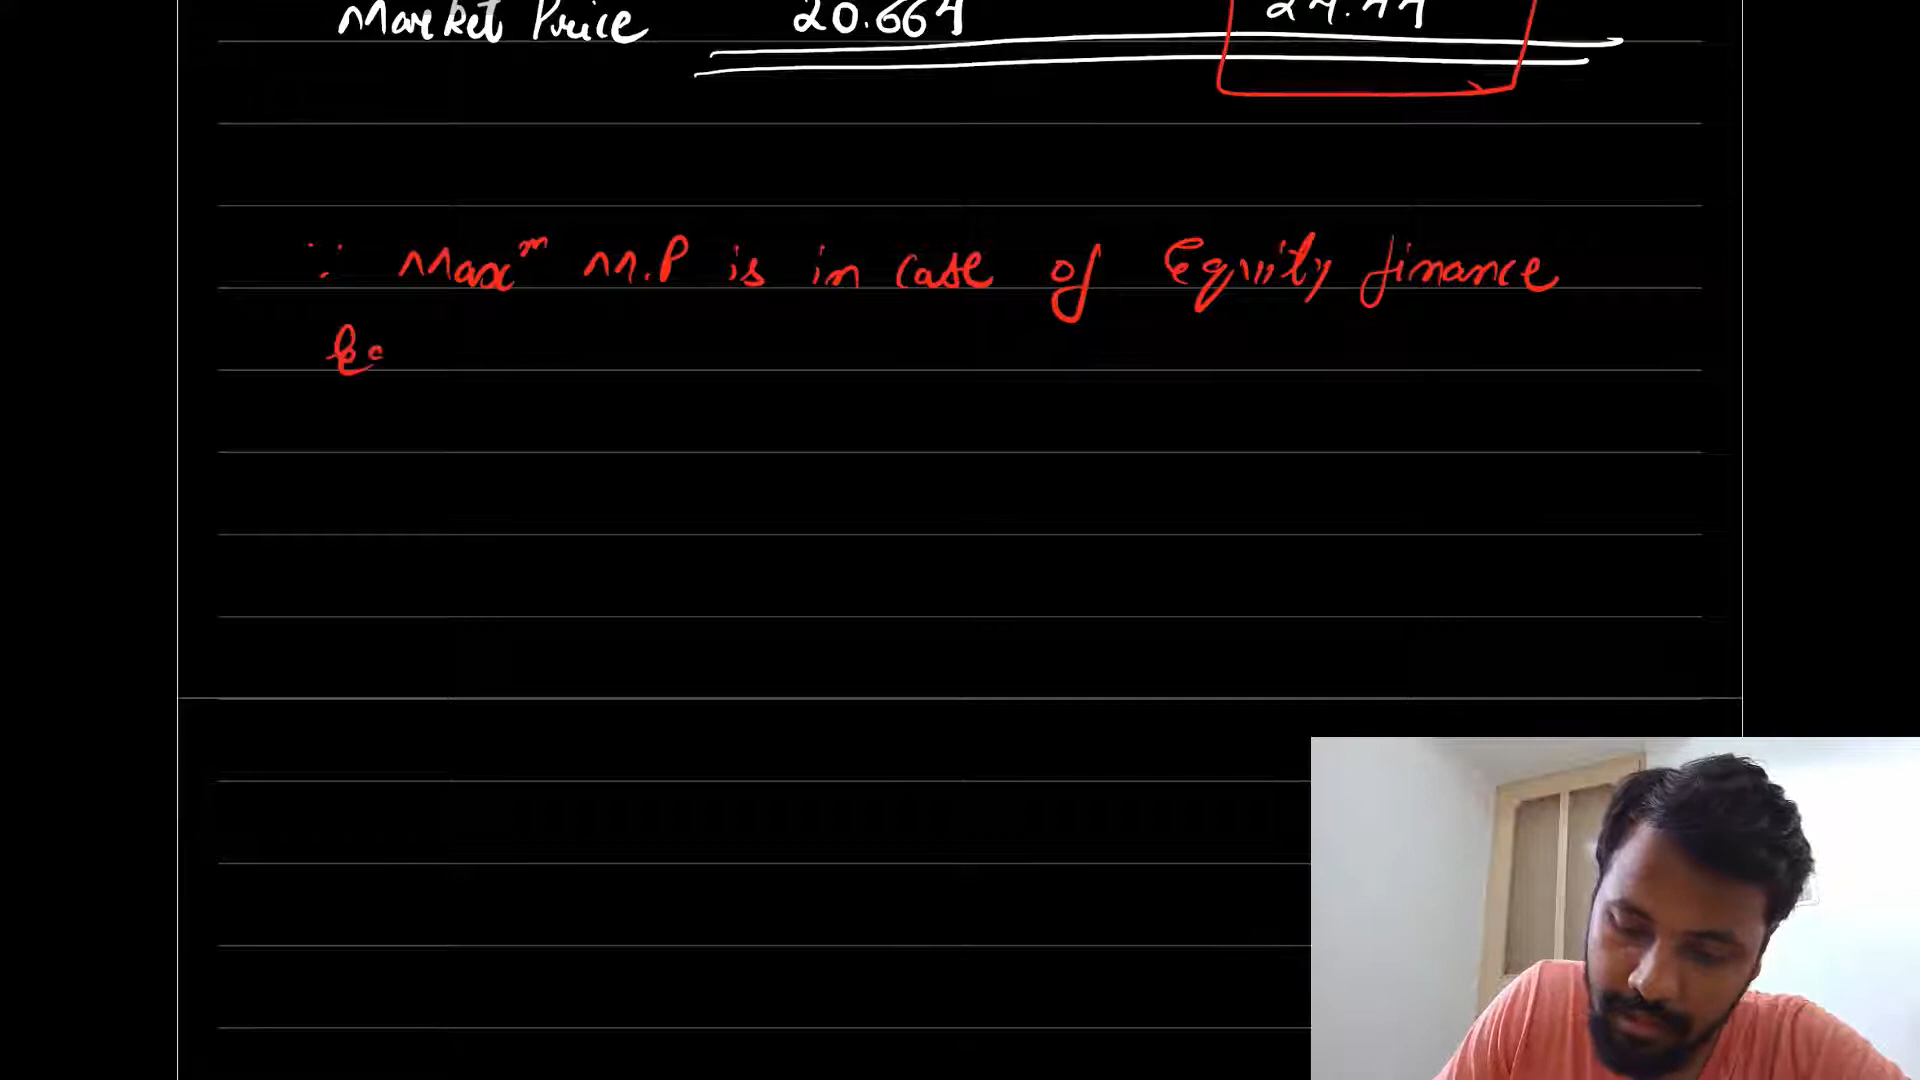 Market Price 20.664
∵ Maxᵐ M.P is in case of Equity finance